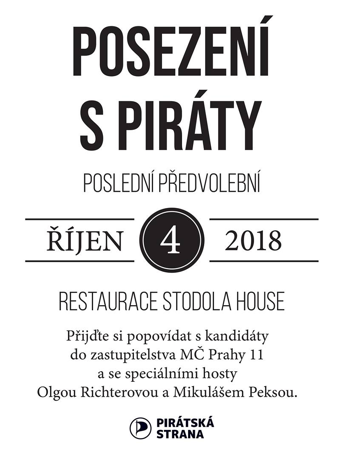 POSEZENÍ
S PIRÁTY
POSLEDNÍ PŘEDVOLEBNÍ
ŘÍJEN 4 2018
RESTAURACE STODOLA HOUSE
Přijďte si popovídat s kandidáty
do zastupitelstva MČ Prahy 11
a se speciálními hosty
Olgou Richterovou a Mikulášem Peksou.
PIRÁTSKÁ
STRANA